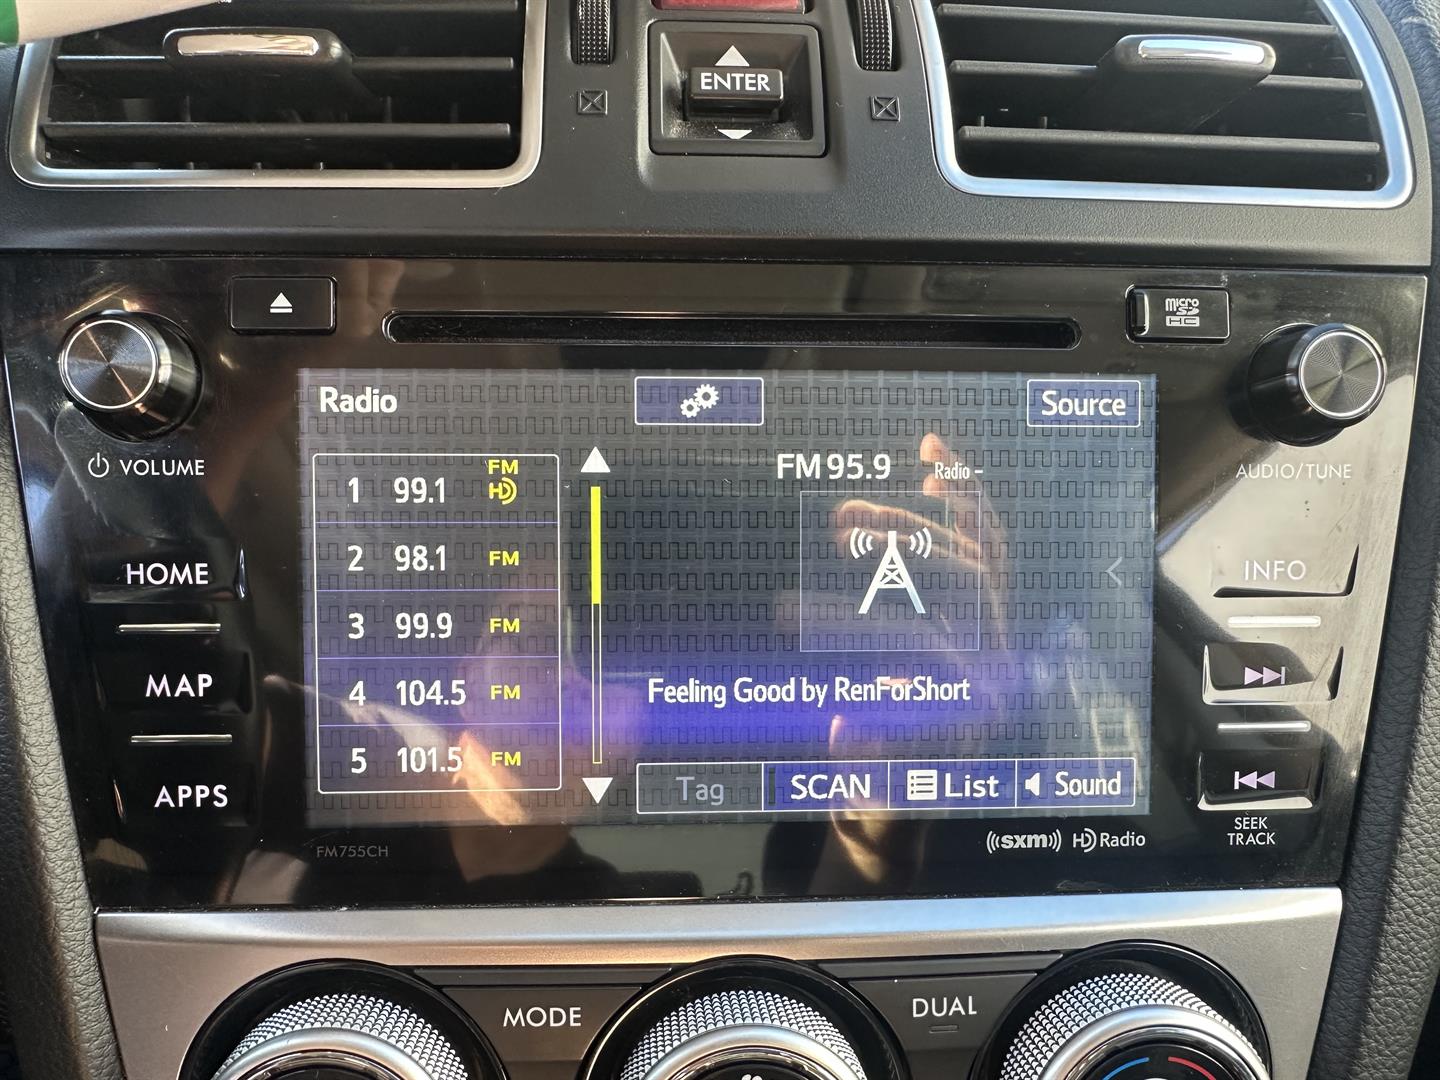 ENTER
micro
SD
HC
VOLUME
AUDIO/TUNE
HOME
MAP
APPS
INFO
SEEK
TRACK
Radio
Source
1 99.1 FM HD
2 98.1 FM
3 99.9 FM
4 104.5 FM
5 101.5 FM
FM 95.9 Radio -
Feeling Good by RenForShort
Tag SCAN List Sound
FM755CH
((sxm)) HD Radio
MODE
DUAL